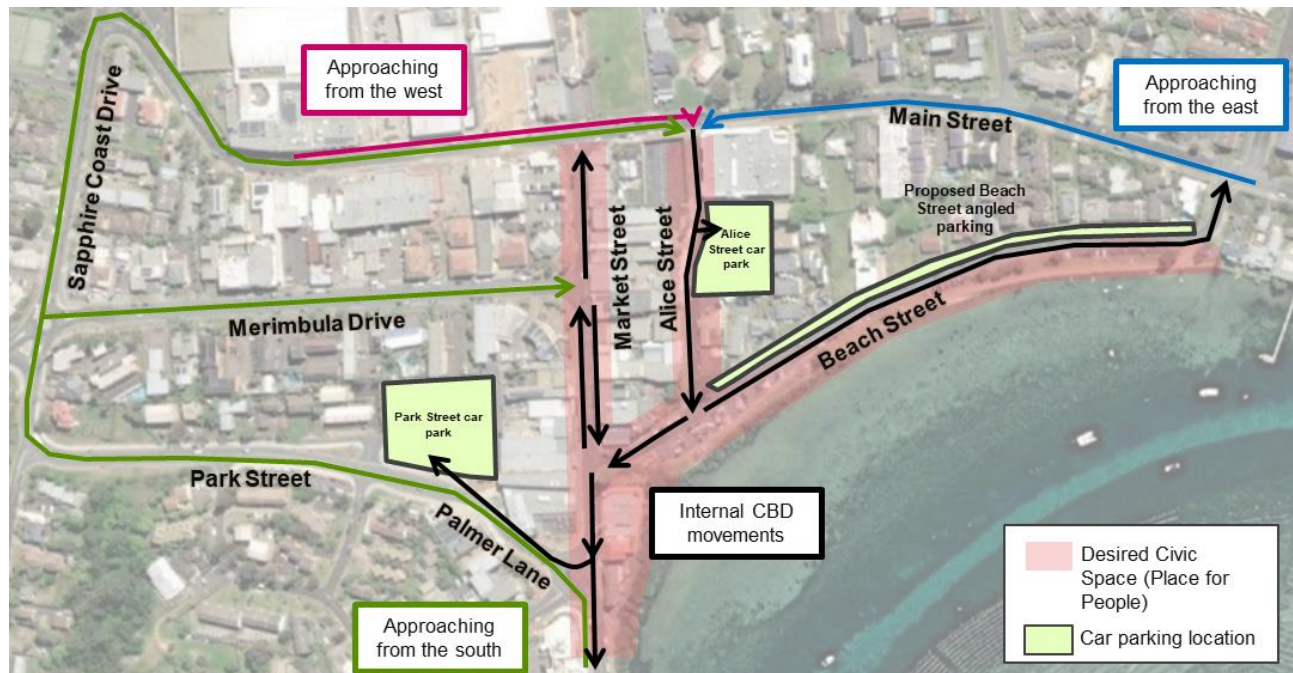 Approaching
from the west
Approaching
from the east
Main Street
Sapphire Coast Drive
Market Street
Alice Street
Alice
Street car
park
Proposed Beach
Street angled
parking
Merimbula Drive
Beach Street
Park Street car
park
Park Street
Palmer Lane
Internal CBD
movements
Approaching
from the south
Desired Civic
Space (Place for
People)
Car parking location